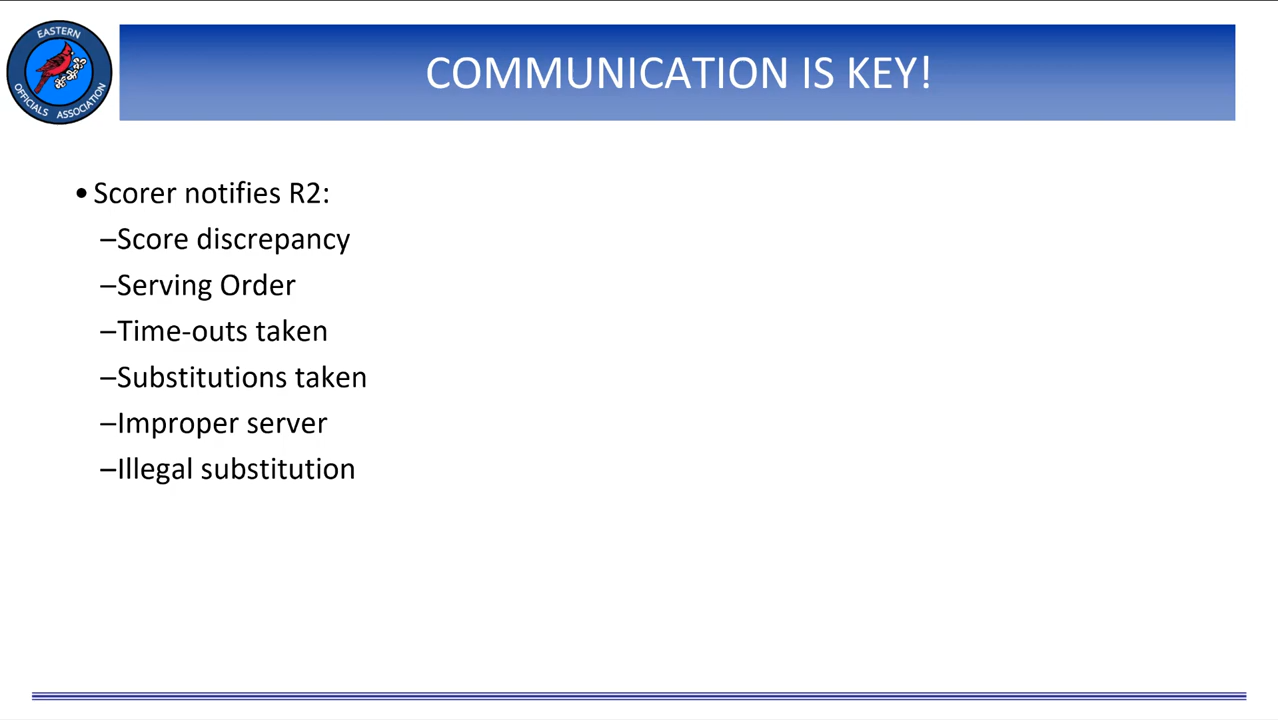 EASTERN
OFFICIALS ASSOCIATION
COMMUNICATION IS KEY!
•Scorer notifies R2:
–Score discrepancy
–Serving Order
–Time-outs taken
–Substitutions taken
–Improper server
–Illegal substitution